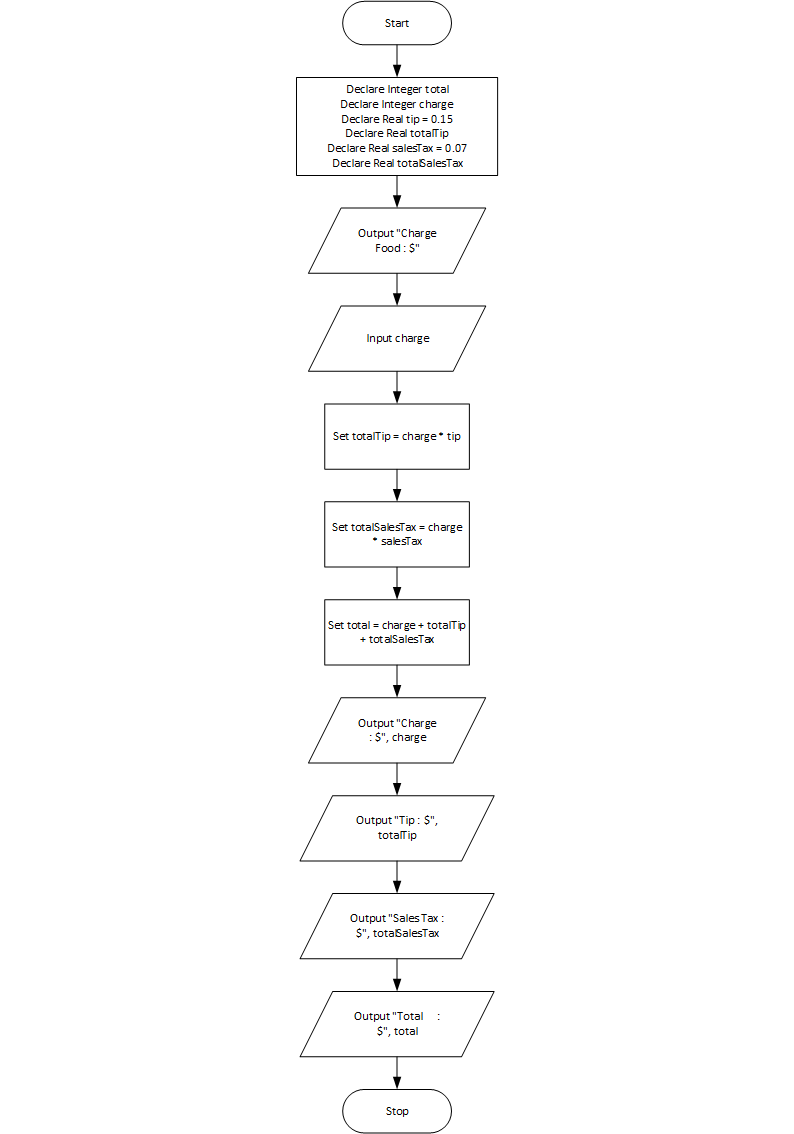 Start
Declare Integer total
Declare Integer charge
Declare Real tip = 0.15
Declare Real totalTip
Declare Real salesTax = 0.07
Declare Real totalSalesTax
Output "Charge
Food : $"
Input charge
Set totalTip = charge * tip
Set totalSalesTax = charge
* salesTax
Set total = charge + totalTip
+ totalSalesTax
Output "Charge
: $", charge
Output "Tip : $",
totalTip
Output "Sales Tax :
$", totalSalesTax
Output "Total    :
$", total
Stop